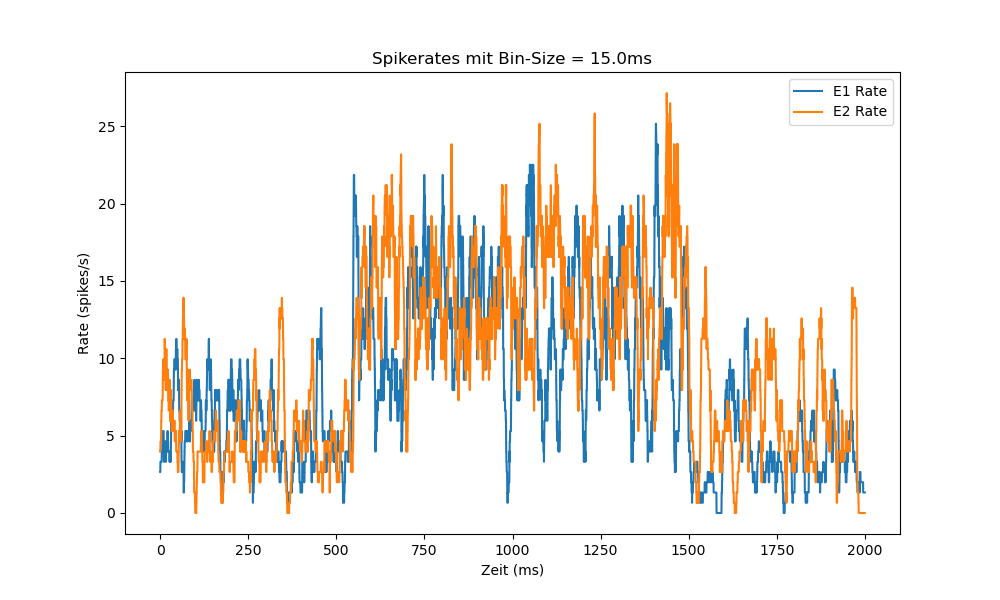 Spikerates mit Bin-Size = 15.0ms
E1 Rate
E2 Rate
Rate (spikes/s)
25
20
15
10
5
0
0 250 500 750 1000 1250 1500 1750 2000
Zeit (ms)